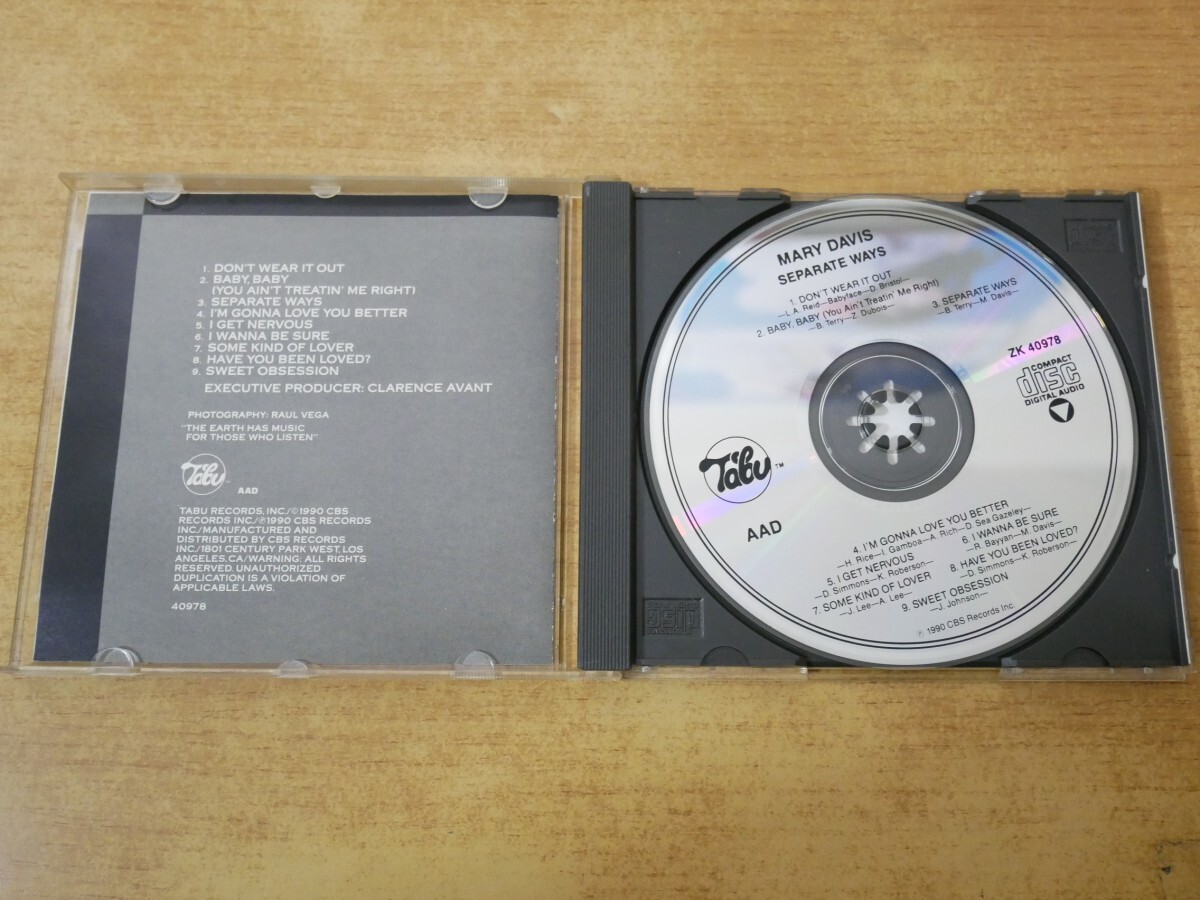 1. DON'T WEAR IT OUT
2. BABY, BABY
(YOU AIN'T TREATIN' ME RIGHT)
3. SEPARATE WAYS
4. I'M GONNA LOVE YOU BETTER
5. I GET NERVOUS
6. I WANNA BE SURE
7. SOME KIND OF LOVER
8. HAVE YOU BEEN LOVED?
9. SWEET OBSESSION
EXECUTIVE PRODUCER: CLARENCE AVANT
PHOTOGRAPHY: RAUL VEGA
"THE EARTH HAS MUSIC
FOR THOSE WHO LISTEN"
Tabu
AAD
TABU RECORDS, INC./©1990 CBS
RECORDS INC./℗1990 CBS RECORDS
INC./MANUFACTURED AND
DISTRIBUTED BY CBS RECORDS
INC./1801 CENTURY PARK WEST, LOS
ANGELES, CA/WARNING: ALL RIGHTS
RESERVED. UNAUTHORIZED
DUPLICATION IS A VIOLATION OF
APPLICABLE LAWS.
40978
MARY DAVIS
SEPARATE WAYS
1. DON'T WEAR IT OUT
—L.A. Reid—Babyface—D. Bristol—
2. BABY, BABY (You Ain't Treatin' Me Right)
—B. Terry—Z. Dubois—
3. SEPARATE WAYS
—B. Terry—M. Davis—
ZK 40978
COMPACT
disc
DIGITAL AUDIO
Tabu™
AAD
4. I'M GONNA LOVE YOU BETTER
—H. Rice—I. Gamboa—A. Rich—D. Sea Gazeley—
5. I GET NERVOUS
—D. Simmons—K. Roberson—
6. I WANNA BE SURE
—R. Bayyan—M. Davis—
7. SOME KIND OF LOVER
—J. Lee—A. Lee—
8. HAVE YOU BEEN LOVED?
—D. Simmons—K. Roberson—
9. SWEET OBSESSION
—J. Johnson—
℗ 1990 CBS Records Inc.
disc